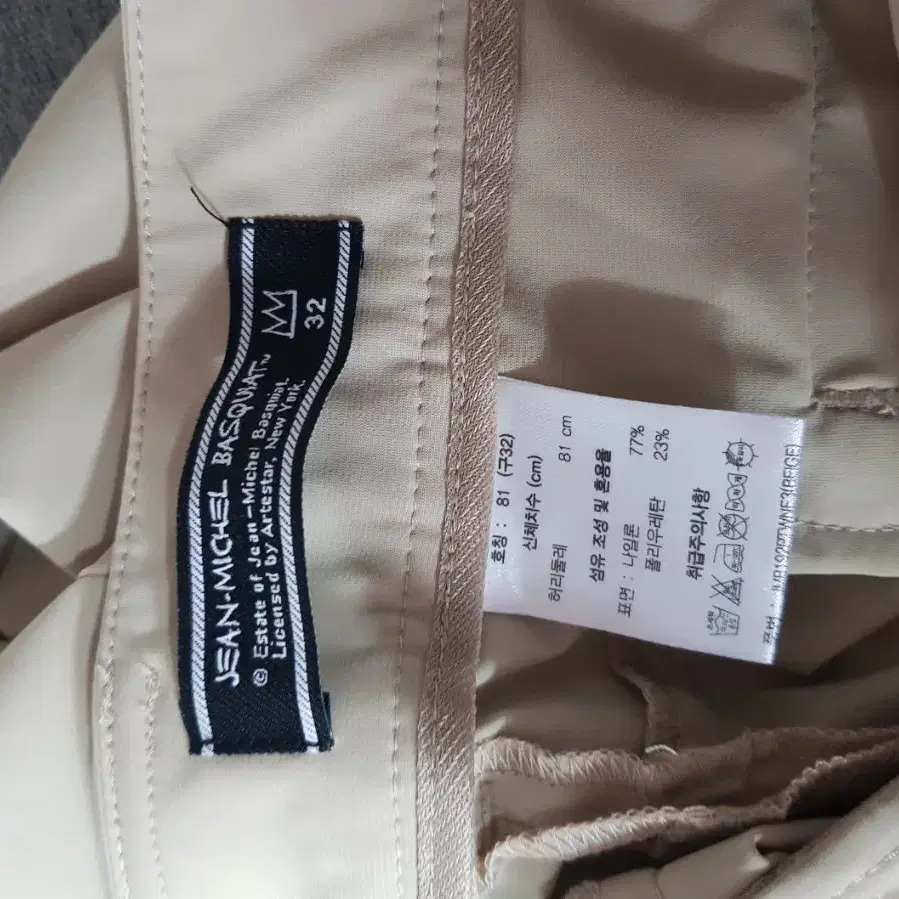 JEAN-MICHEL BASQUIAT™
© Estate of Jean-Michel Basquiat.
Licensed by Artestar, New York.
32
호칭 : 81 (구32)
신체치수 (cm)
허리둘레 81 cm
섬유 조성 및 혼용율
표면 : 나일론 77%
폴리우레탄 23%
취급주의사항